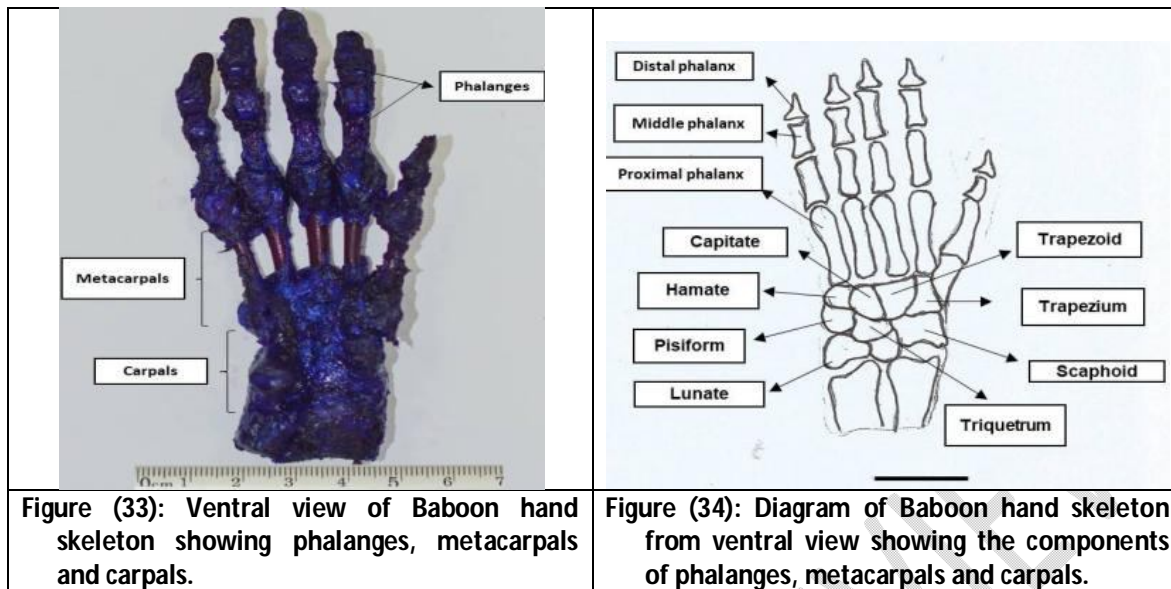 Phalanges
Metacarpals
Carpals
0cm 1 2 3 4 5 6 7
Distal phalanx
Middle phalanx
Proximal phalanx
Capitate
Hamate
Pisiform
Lunate
Trapezoid
Trapezium
Scaphoid
Triquetrum
Figure (33): Ventral view of Baboon hand
skeleton showing phalanges, metacarpals
and carpals.
Figure (34): Diagram of Baboon hand skeleton
from ventral view showing the components
of phalanges, metacarpals and carpals.